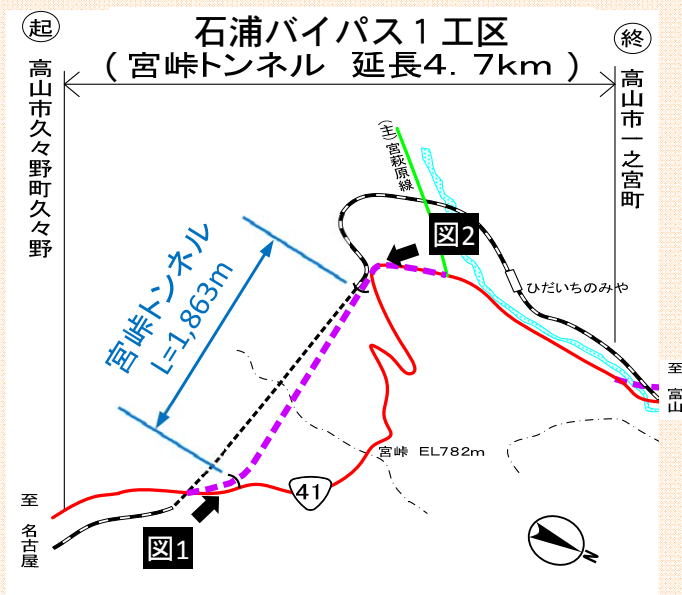 起
石浦バイパス１工区
(宮峠トンネル 延長4．7km)
終
高山市久々野町久々野
高山市一之宮町
(主)宮萩原線
図2
宮峠トンネル
L=1,863m
ひだいちのみや
至 富山
宮峠 EL782m
41
至 名古屋
図1
N